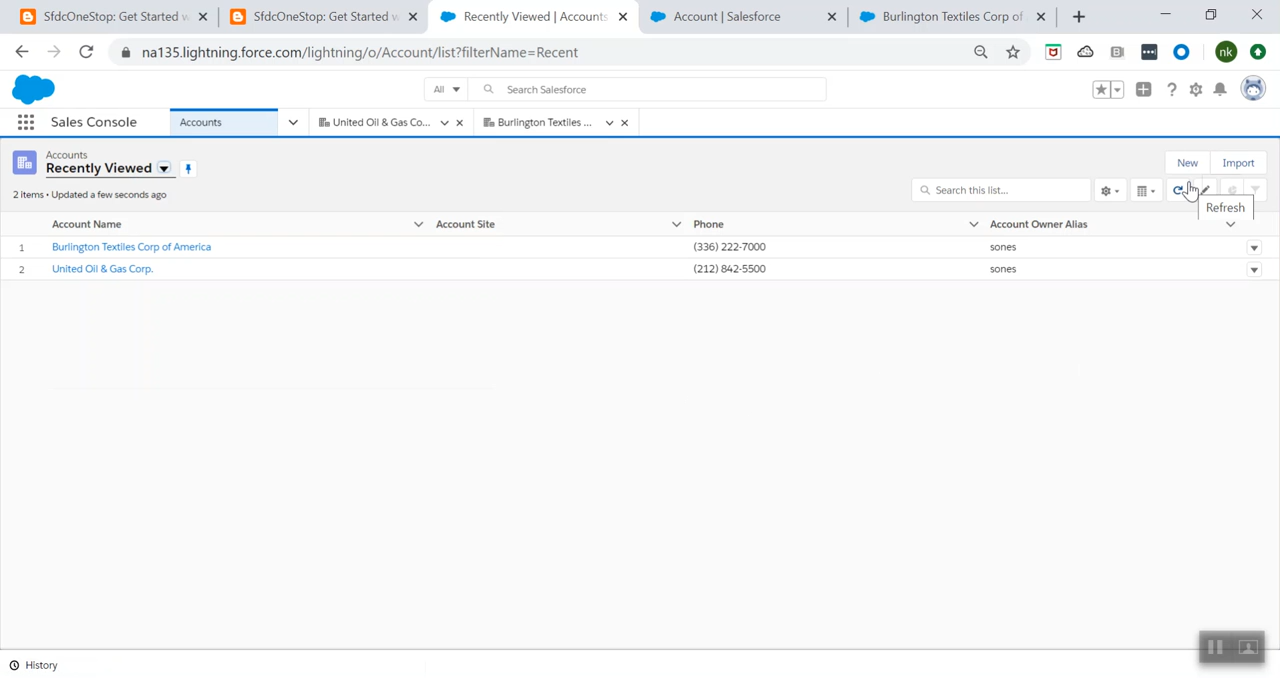 SfdcOneStop: Get Started w
SfdcOneStop: Get Started w
Recently Viewed | Accounts
Account | Salesforce
Burlington Textiles Corp of
na135.lightning.force.com/lightning/o/Account/list?filterName=Recent
nk
All
Search Salesforce
Sales Console
Accounts
United Oil & Gas Co...
Burlington Textiles ...
Accounts
Recently Viewed
New
Import
2 items • Updated a few seconds ago
Search this list...
Refresh
Account Name
Account Site
Phone
Account Owner Alias
1 Burlington Textiles Corp of America (336) 222-7000 sones
2 United Oil & Gas Corp. (212) 842-5500 sones
History